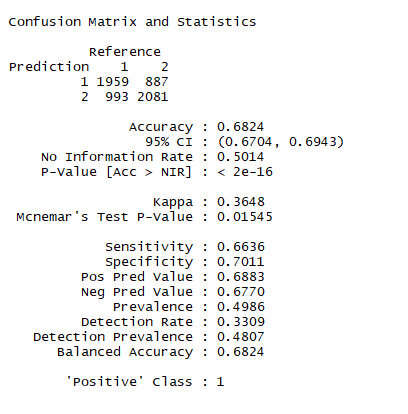 Confusion Matrix and Statistics
Reference
Prediction 1 2
1 1959 887
2 993 2081
Accuracy : 0.6824
95% CI : (0.6704, 0.6943)
No Information Rate : 0.5014
P-Value [Acc > NIR] : < 2e-16
Kappa : 0.3648
Mcnemar's Test P-Value : 0.01545
Sensitivity : 0.6636
Specificity : 0.7011
Pos Pred Value : 0.6883
Neg Pred Value : 0.6770
Prevalence : 0.4986
Detection Rate : 0.3309
Detection Prevalence : 0.4807
Balanced Accuracy : 0.6824
'Positive' Class : 1